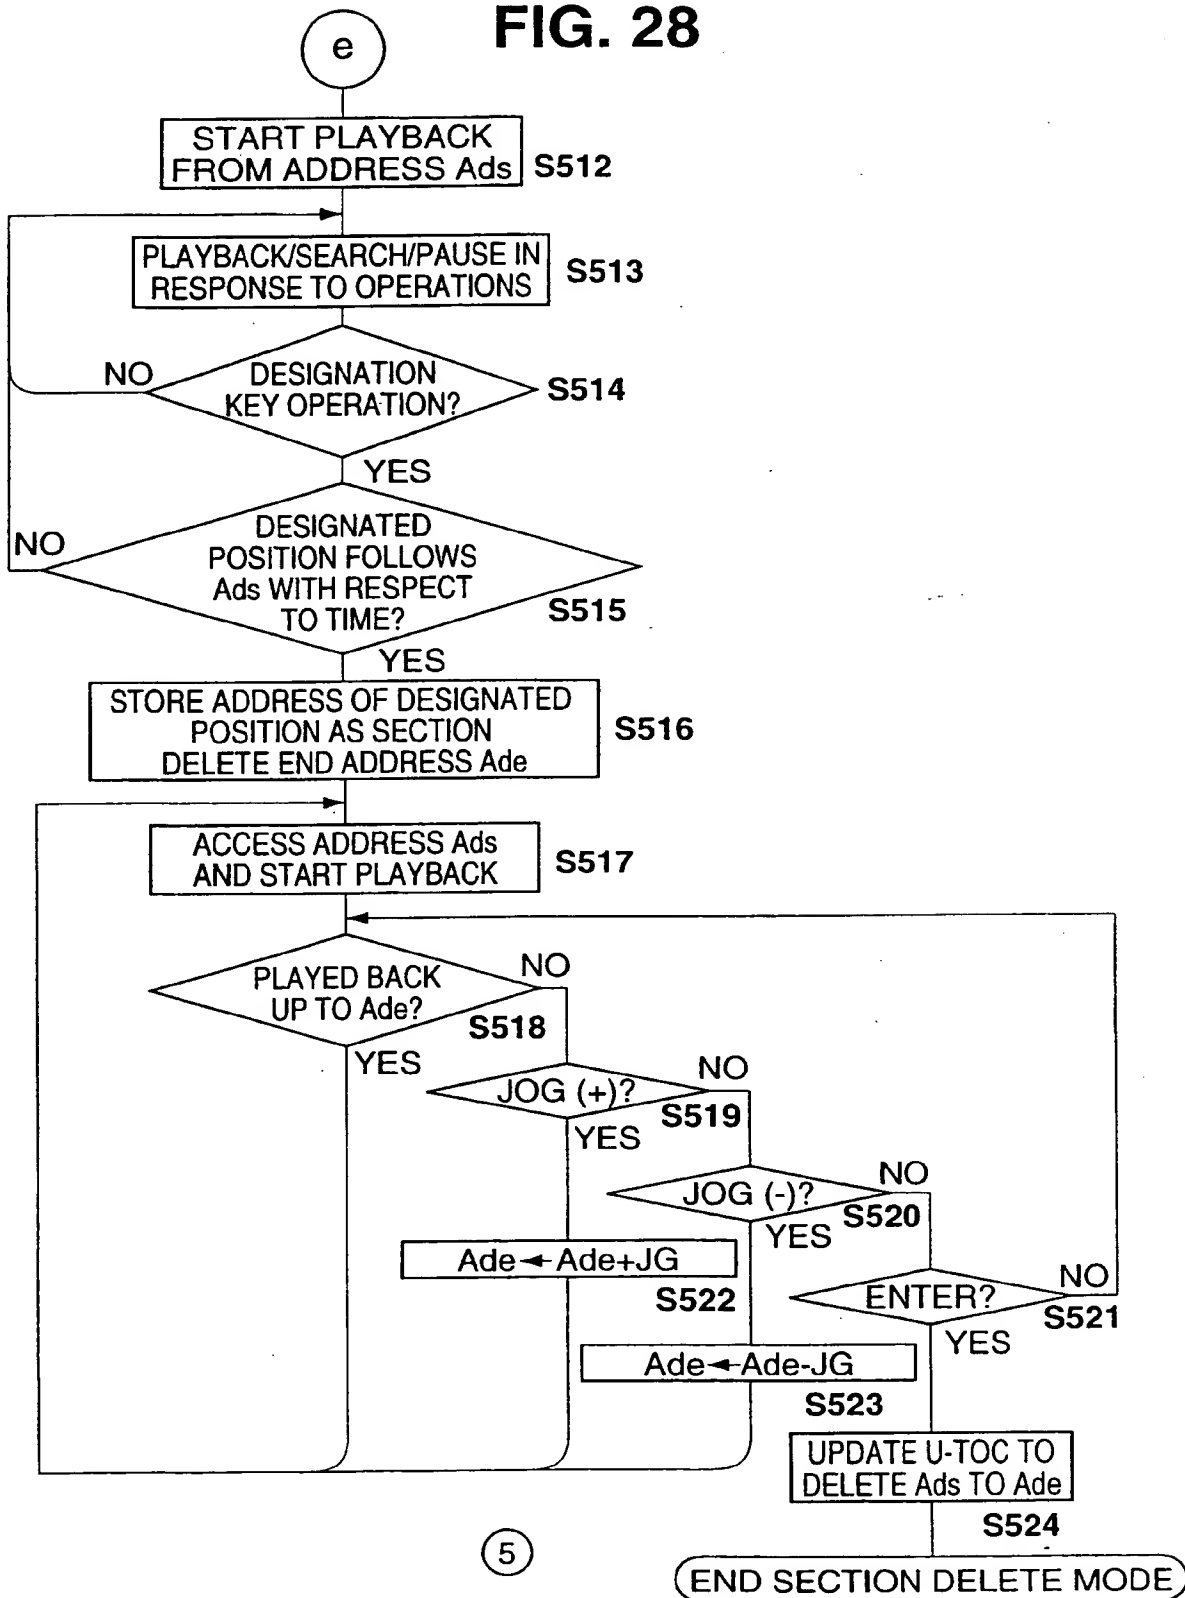 FIG. 28
e
START PLAYBACK
FROM ADDRESS Ads
S512
PLAYBACK/SEARCH/PAUSE IN
RESPONSE TO OPERATIONS
S513
NO
DESIGNATION
KEY OPERATION?
S514
YES
NO
DESIGNATED
POSITION FOLLOWS
Ads WITH RESPECT
TO TIME?
S515
YES
STORE ADDRESS OF DESIGNATED
POSITION AS SECTION
DELETE END ADDRESS Ade
S516
ACCESS ADDRESS Ads
AND START PLAYBACK
S517
PLAYED BACK
UP TO Ade?
NO
S518
YES
JOG (+)?
NO
S519
YES
JOG (-)?
NO
S520
YES
Ade←Ade+JG
S522
ENTER?
NO
S521
YES
Ade←Ade-JG
S523
UPDATE U-TOC TO
DELETE Ads TO Ade
S524
5
END SECTION DELETE MODE